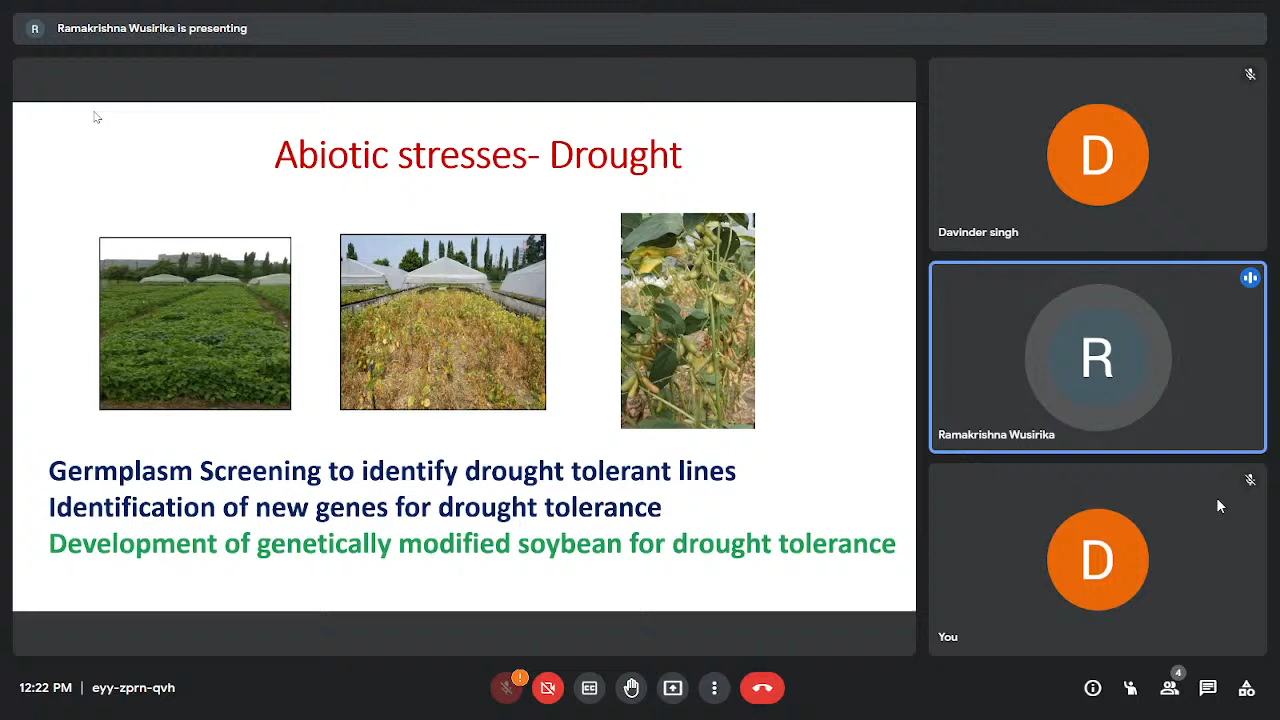 R
Ramakrishna Wusirika is presenting
Abiotic stresses- Drought
Germplasm Screening to identify drought tolerant lines
Identification of new genes for drought tolerance
Development of genetically modified soybean for drought tolerance
D
Davinder singh
R
Ramakrishna Wusirika
D
You
12:22 PM | eyy-zprn-qvh
!
CC
4